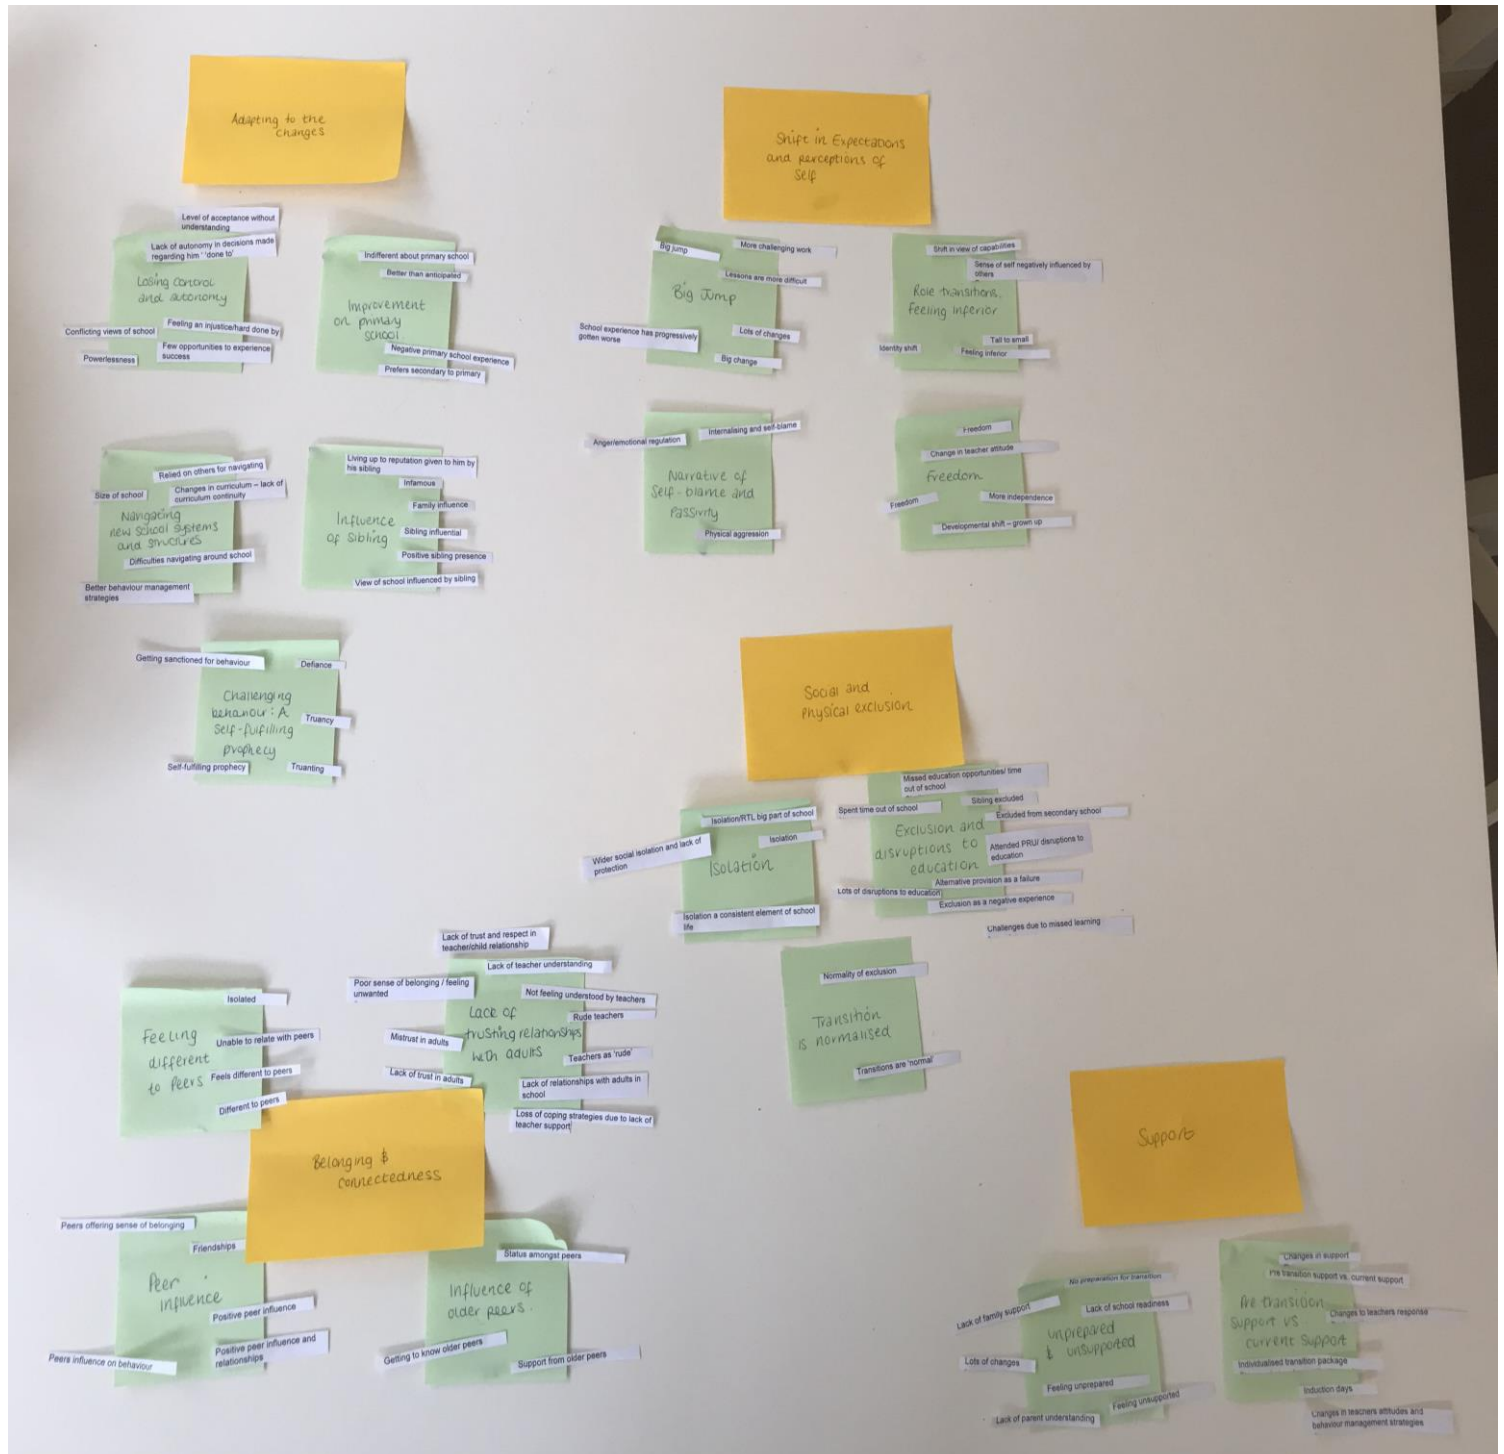 Adapting to the
changes
Level of acceptance without
understanding
Lack of autonomy in decisions made
regarding him ''done to'
Losing control
and autonomy
Conflicting views of school
Feeling an injustice/hard done by
Few opportunities to experience
success
Powerlessness
Indifferent about primary school
Better than anticipated
Improvement
on primary
school
Negative primary school experience
Prefers secondary to primary
Relied on others for navigating
Size of school
Changes in curriculum – lack of
curriculum continuity
Navigating
new school systems
and structures
Difficulties navigating around school
Better behaviour management
strategies
Living up to reputation given to him by
his sibling
Infamous
Family influence
Influence
of Sibling
Sibling influential
Positive sibling presence
View of school influenced by sibling
Getting sanctioned for behaviour
Defiance
Challenging
behaviour: A
self-fulfilling
prophecy
Truancy
Self-fulfilling prophecy
Truanting
Shift in Expectations
and perceptions of
self
Big jump
More challenging work
Lessons are more difficult
Big Jump
School experience has progressively
gotten worse
Lots of changes
Big change
Shift in view of capabilities
Sense of self negatively influenced by
others
Role transitions.
Feeling inferior
Tall to small
Identity shift
Feeling inferior
Anger/emotional regulation
Internalising and self-blame
Narrative of
self-blame and
passivity
Physical aggression
Freedom
Change in teacher attitude
Freedom
Freedom
More independence
Developmental shift – grown up
Social and
Physical exclusion
Isolation/RTL big part of school
Isolation
Wider social isolation and lack of
protection
Isolation
Isolation a consistent element of school
life
Missed education opportunities/ time
out of school
Spent time out of school
Sibling excluded
Excluded from secondary school
Exclusion and
disruptions to
education
Attended PRU/ disruptions to
education
Alternative provision as a failure
Lots of disruptions to education
Exclusion as a negative experience
Challenges due to missed learning
Normality of exclusion
Transition
is normalised
Transitions are 'normal'
Isolated
Feeling
different
to Peers
Unable to relate with peers
Feels different to peers
Different to peers
Lack of trust and respect in
teacher/child relationship
Lack of teacher understanding
Poor sense of belonging / feeling
unwanted
Not feeling understood by teachers
Rude teachers
Lack of
trusting relationships
with adults
Mistrust in adults
Teachers as 'rude'
Lack of trust in adults
Lack of relationships with adults in
school
Loss of coping strategies due to lack of
teacher support
Belonging &
connectedness
Peers offering sense of belonging
Friendships
Peer
influence
Positive peer influence
Positive peer influence and
relationships
Peers influence on behaviour
Status amongst peers
Influence of
older peers.
Getting to know older peers
Support from older peers
Support
No preparation for transition
Lack of family support
Lack of school readiness
unprepared
& unsupported
Lots of changes
Feeling unprepared
Feeling unsupported
Lack of parent understanding
Changes in support
Pre transition support vs. current support
Pre transition
support vs
current support
Changes to teachers response
Individualised transition package
Induction days
Changes in teachers attitudes and
behaviour management strategies